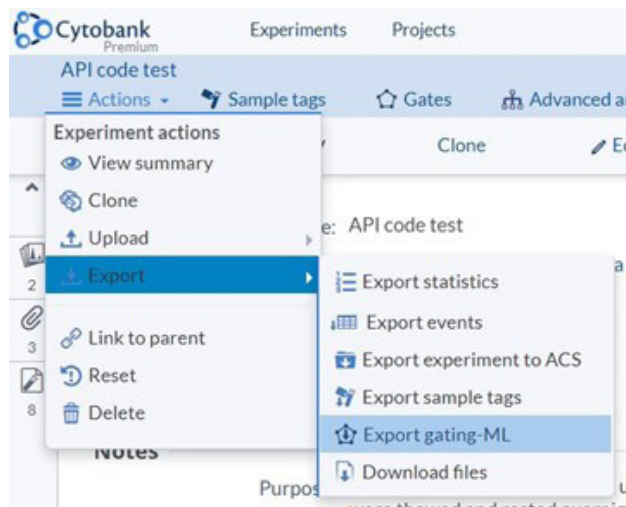 Cytobank
Premium
Experiments
Projects
API code test
Actions
Sample tags
Gates
Advanced
Experiment actions
View summary
Clone
Clone
e: API code test
Upload
Export
Export statistics
2
Export events
Link to parent
3
Export experiment to ACS
Reset
Export sample tags
8
Delete
Export gating-ML
Notes
Download files
Purpos